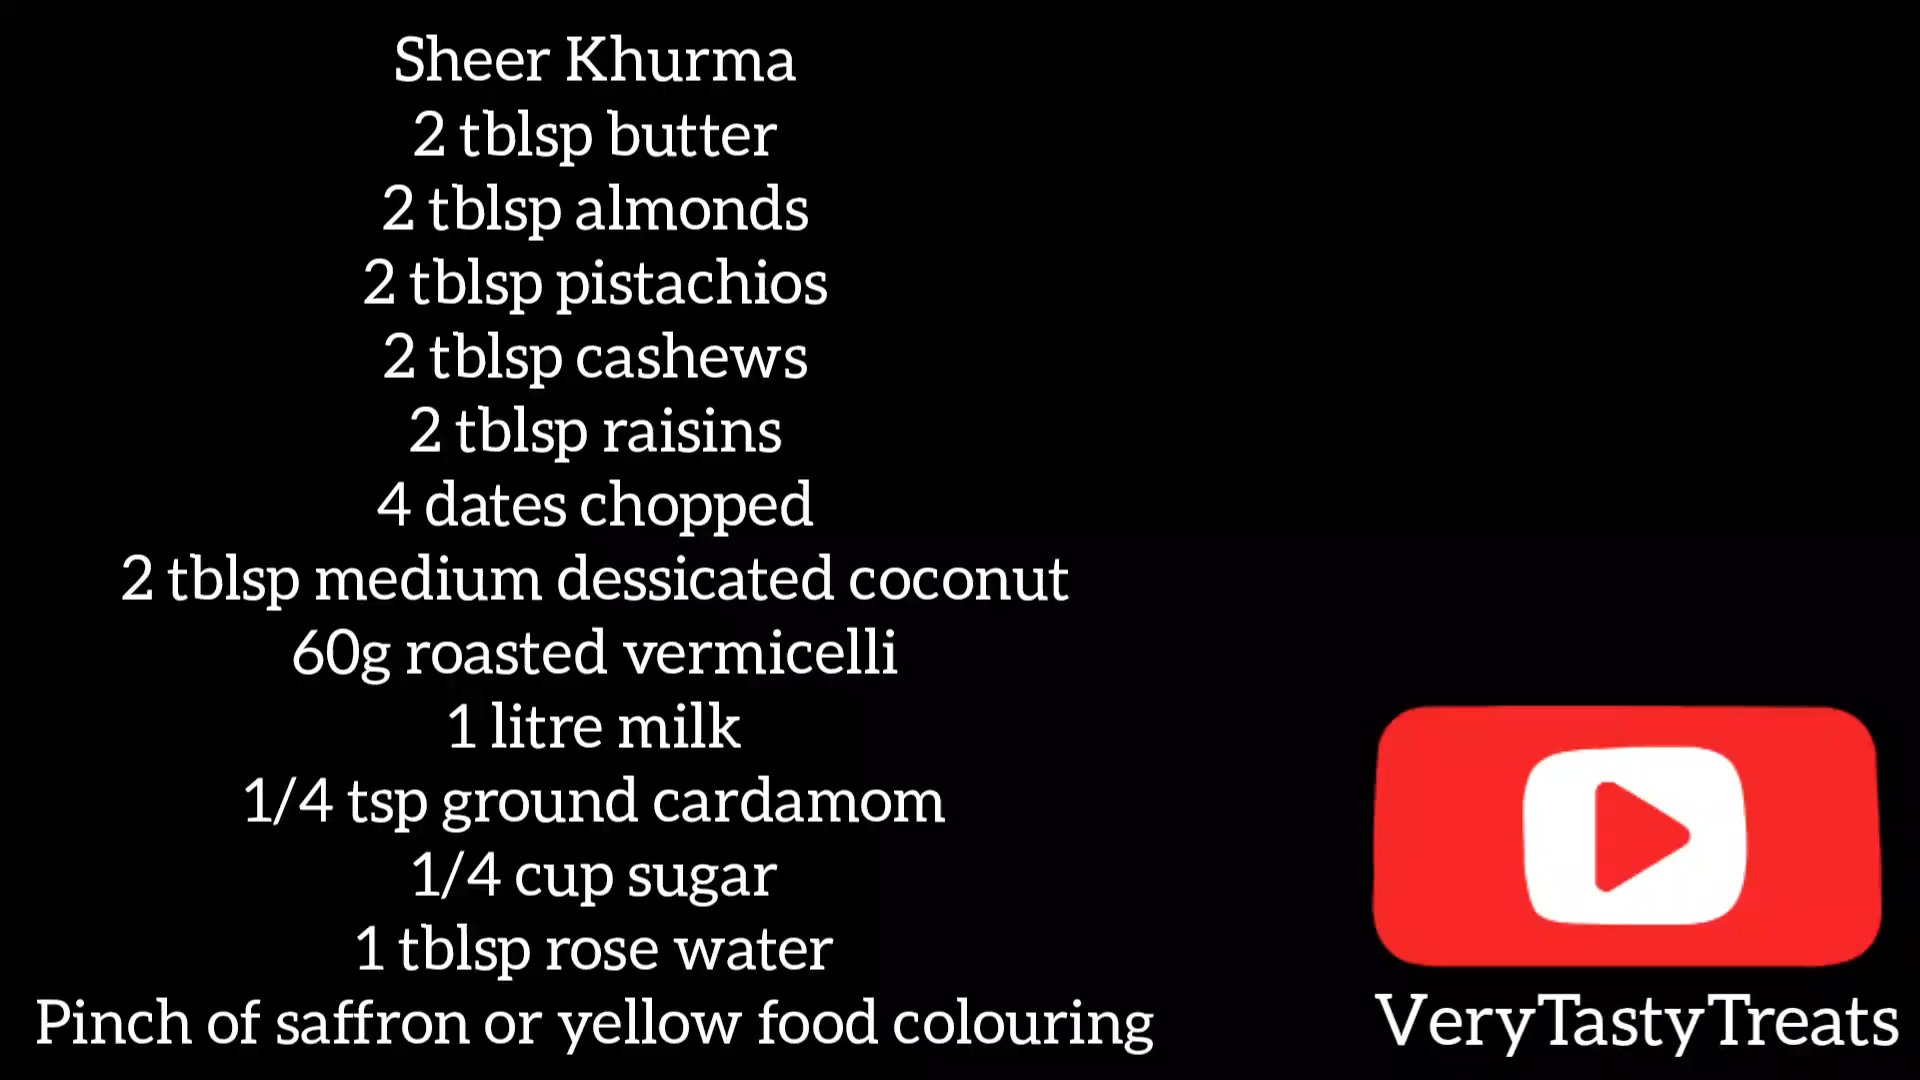 Sheer Khurma
2 tblsp butter
2 tblsp almonds
2 tblsp pistachios
2 tblsp cashews
2 tblsp raisins
4 dates chopped
2 tblsp medium dessicated coconut
60g roasted vermicelli
1 litre milk
1/4 tsp ground cardamom
1/4 cup sugar
1 tblsp rose water
Pinch of saffron or yellow food colouring
VeryTastyTreats